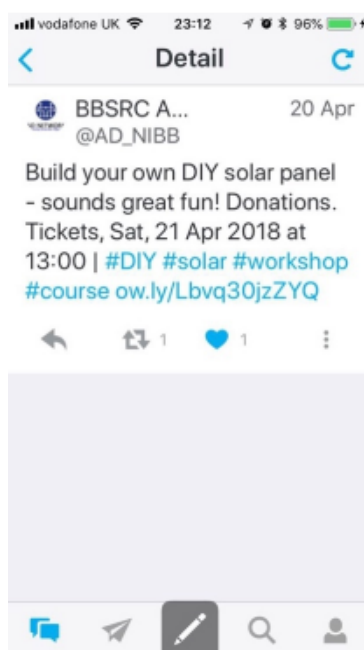 vodafone UK 23:12 96%
Detail
BBSRC A... 20 Apr
@AD_NIBB
Build your own DIY solar panel
- sounds great fun! Donations.
Tickets, Sat, 21 Apr 2018 at
13:00 | #DIY #solar #workshop
#course ow.ly/Lbvq30jzZYQ
1 1